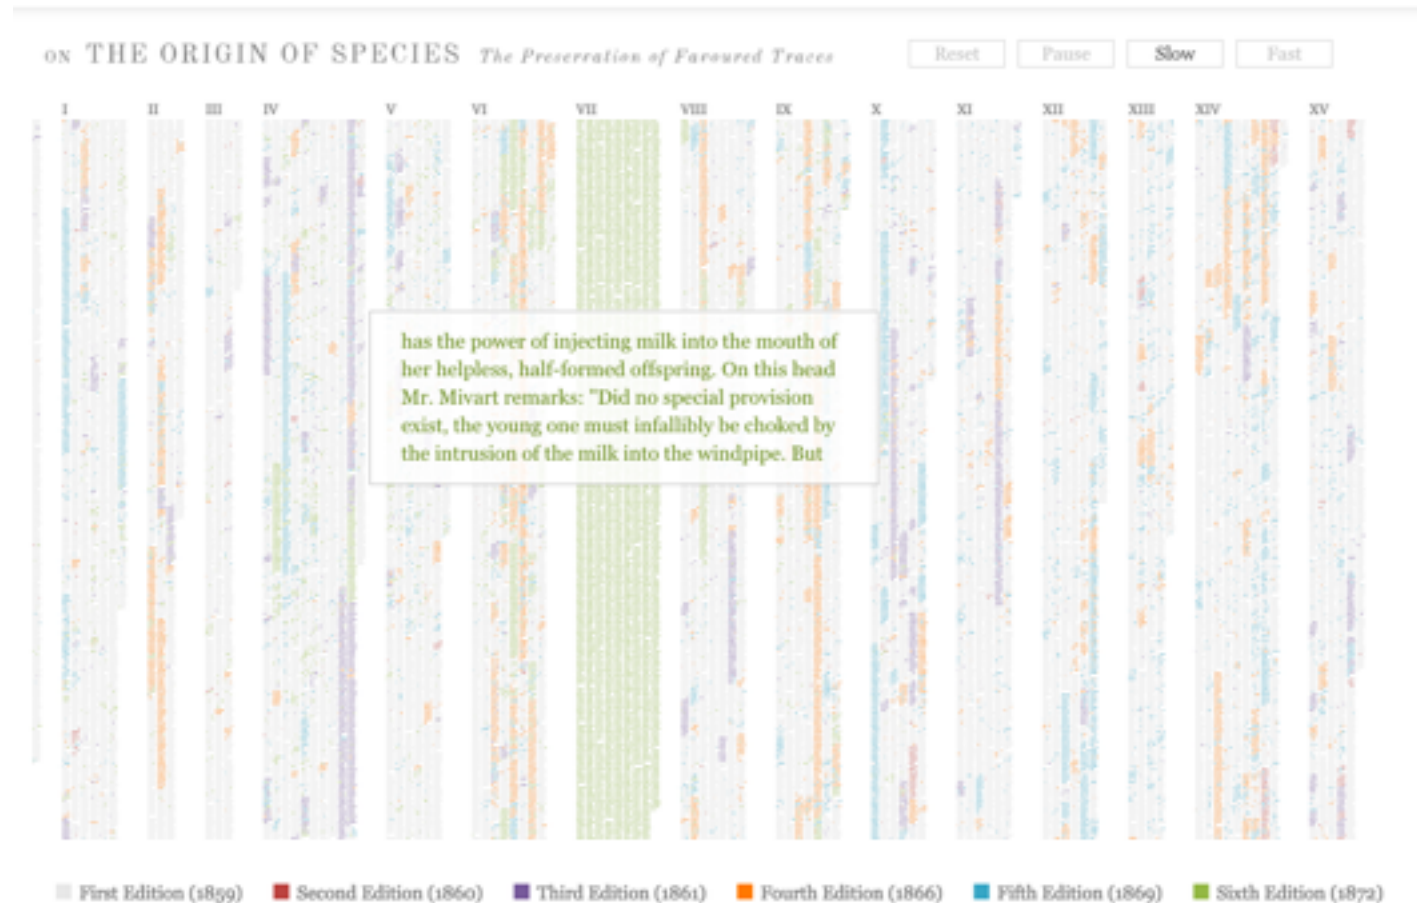 ON THE ORIGIN OF SPECIES The Preservation of Favoured Traces
Reset Pause Slow Fast
I II III IV V VI VII VIII IX X XI XII XIII XIV XV
has the power of injecting milk into the mouth of
her helpless, half-formed offspring. On this head
Mr. Mivart remarks: "Did no special provision
exist, the young one must infallibly be choked by
the intrusion of the milk into the windpipe. But
First Edition (1859) Second Edition (1860) Third Edition (1861) Fourth Edition (1866) Fifth Edition (1869) Sixth Edition (1872)